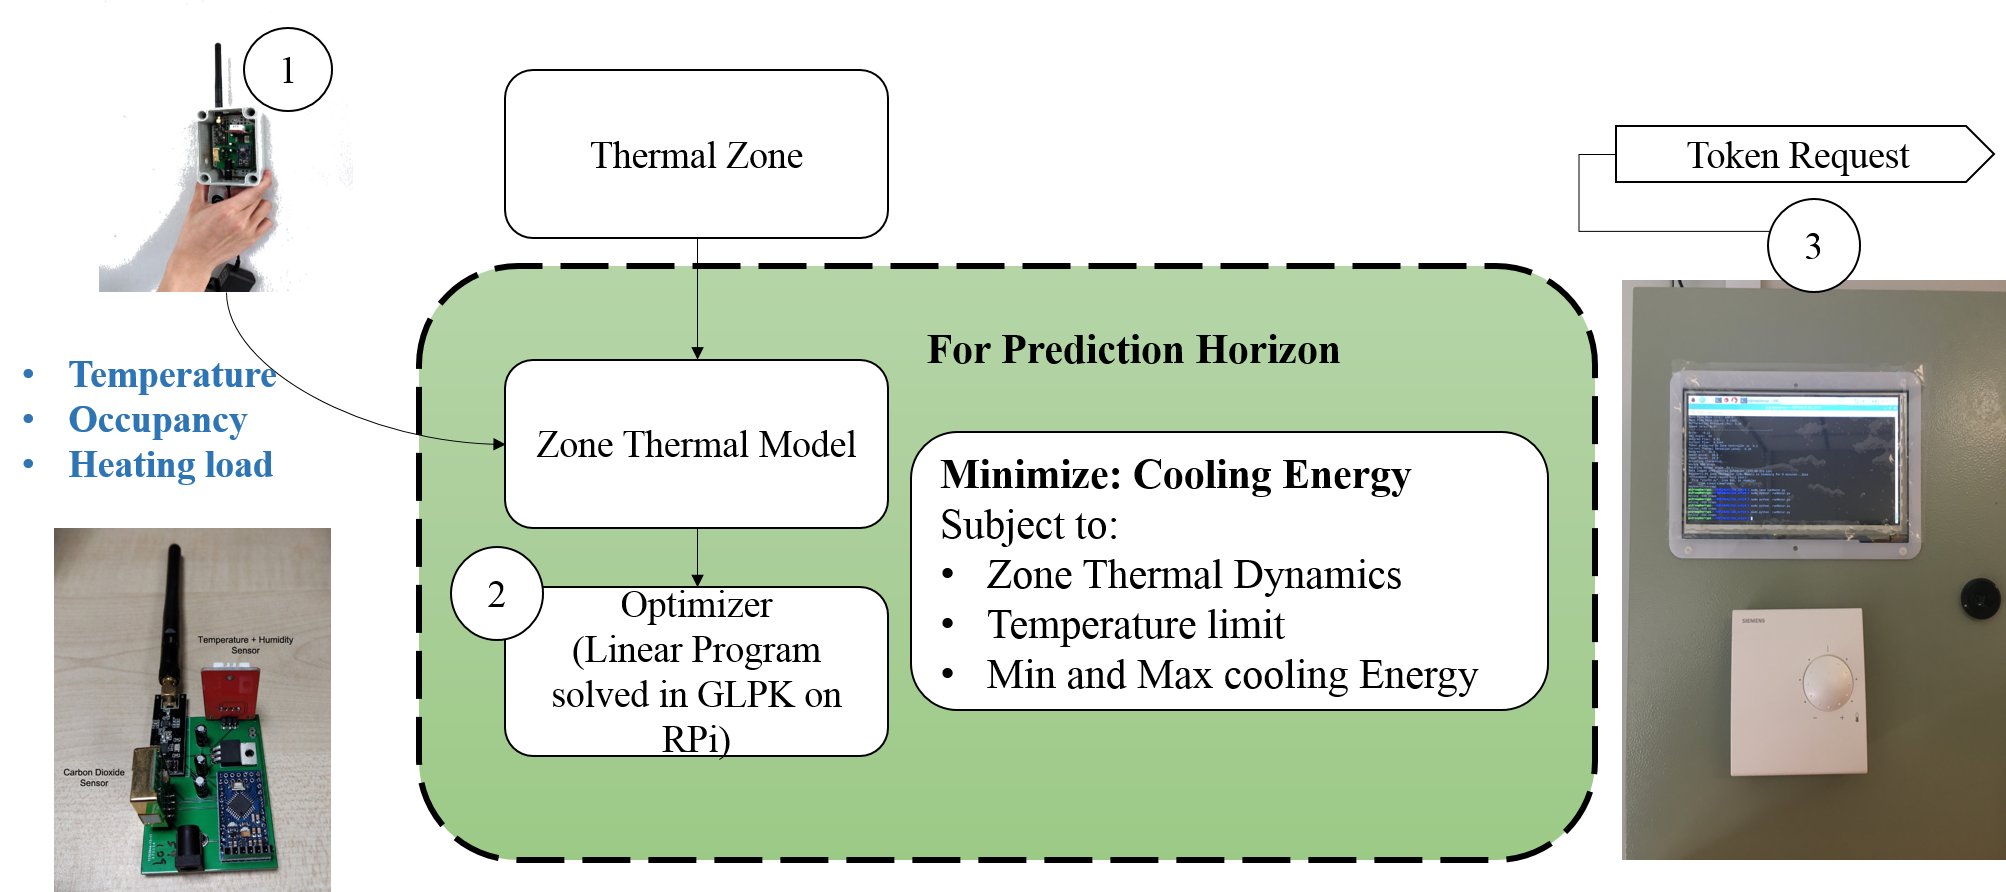 1
Thermal Zone
Token Request
3
• Temperature
• Occupancy
• Heating load
For Prediction Horizon
Zone Thermal Model
Minimize: Cooling Energy
Subject to:
• Zone Thermal Dynamics
• Temperature limit
• Min and Max cooling Energy
2
Optimizer
(Linear Program
solved in GLPK on
RPi)
Temperature + Humidity
Sensor
Carbon Dioxide
Sensor
SIEMENS